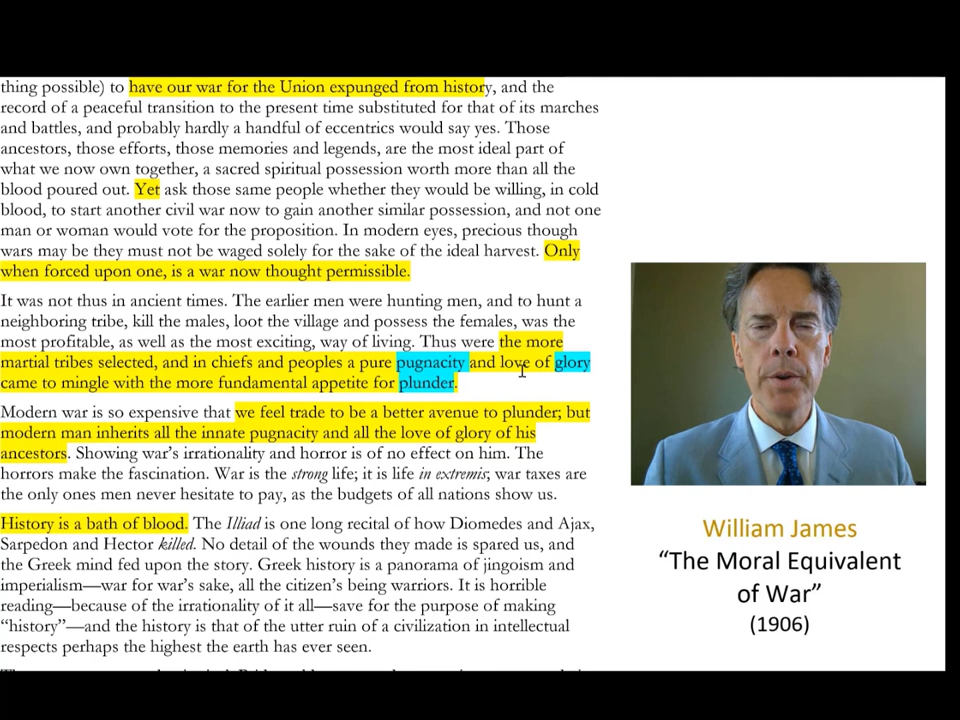 thing possible) to have our war for the Union expunged from history, and the
record of a peaceful transition to the present time substituted for that of its marches
and battles, and probably hardly a handful of eccentrics would say yes. Those
ancestors, those efforts, those memories and legends, are the most ideal part of
what we now own together, a sacred spiritual possession worth more than all the
blood poured out. Yet ask those same people whether they would be willing, in cold
blood, to start another civil war now to gain another similar possession, and not one
man or woman would vote for the proposition. In modern eyes, precious though
wars may be they must not be waged solely for the sake of the ideal harvest. Only
when forced upon one, is a war now thought permissible.
It was not thus in ancient times. The earlier men were hunting men, and to hunt a
neighboring tribe, kill the males, loot the village and possess the females, was the
most profitable, as well as the most exciting, way of living. Thus were the more
martial tribes selected, and in chiefs and peoples a pure pugnacity and love of glory
came to mingle with the more fundamental appetite for plunder.
Modern war is so expensive that we feel trade to be a better avenue to plunder; but
modern man inherits all the innate pugnacity and all the love of glory of his
ancestors. Showing war's irrationality and horror is of no effect on him. The
horrors make the fascination. War is the strong life; it is life in extremis; war taxes are
the only ones men never hesitate to pay, as the budgets of all nations show us.
History is a bath of blood. The Illiad is one long recital of how Diomedes and Ajax,
Sarpedon and Hector killed. No detail of the wounds they made is spared us, and
the Greek mind fed upon the story. Greek history is a panorama of jingoism and
imperialism—war for war's sake, all the citizen's being warriors. It is horrible
reading—because of the irrationality of it all—save for the purpose of making
“history”—and the history is that of the utter ruin of a civilization in intellectual
respects perhaps the highest the earth has ever seen.
William James
“The Moral Equivalent
of War”
(1906)